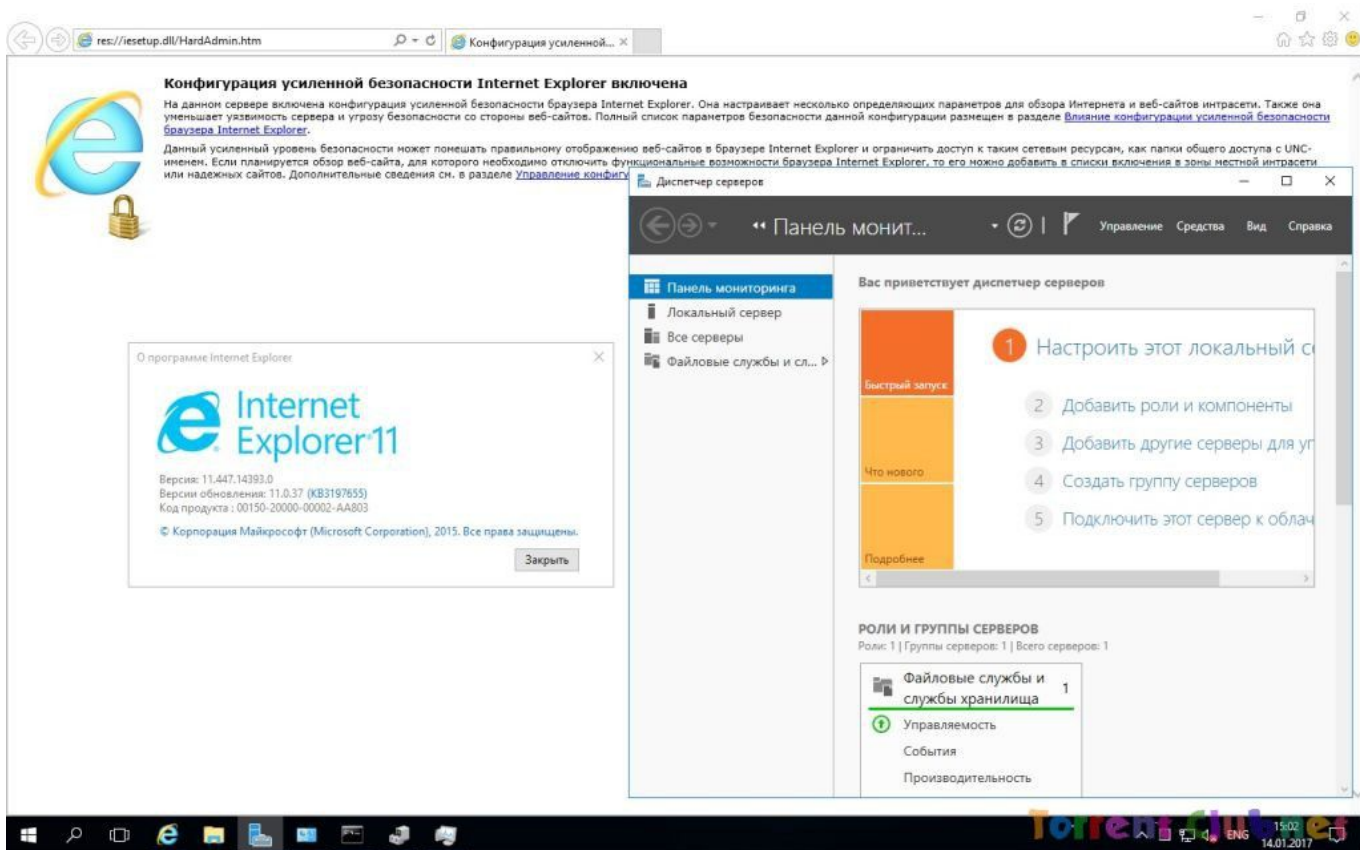 res://iesetup.dll/HardAdmin.htm
Конфигурация усиленной...
Конфигурация усиленной безопасности Internet Explorer включена
На данном сервере включена конфигурация усиленной безопасности браузера Internet Explorer. Она настраивает несколько определяющих параметров для обзора Интернета и веб-сайтов интрасети. Также она
уменьшает уязвимость сервера и угрозу безопасности со стороны веб-сайтов. Полный список параметров безопасности данной конфигурации размещен в разделе Влияние конфигурации усиленной безопасности
браузера Internet Explorer.
Данный усиленный уровень безопасности может помешать правильному отображению веб-сайтов в браузере Internet Explorer и ограничить доступ к таким сетевым ресурсам, как папки общего доступа с UNC-
именем. Если планируется обзор веб-сайта, для которого необходимо отключить функциональные возможности браузера Internet Explorer, то его можно добавить в списки включения в зоны местной интрасети
или надежных сайтов. Дополнительные сведения см. в разделе Управление конфигу
Диспетчер серверов
Панель монит...
Управление Средства Вид Справка
Панель мониторинга
Локальный сервер
Все серверы
Файловые службы и сл...
Вас приветствует диспетчер серверов
Быстрый запуск
Что нового
Подробнее
1 Настроить этот локальный се
2 Добавить роли и компоненты
3 Добавить другие серверы для уп
4 Создать группу серверов
5 Подключить этот сервер к облач
РОЛИ И ГРУППЫ СЕРВЕРОВ
Роли: 1 | Группы серверов: 1 | Всего серверов: 1
Файловые службы и
службы хранилища
1
Управляемость
События
Производительность
О программе Internet Explorer
Internet
Explorer 11
Версия: 11.447.14393.0
Версии обновления: 11.0.37 (KB3197655)
Код продукта : 00150-20000-00002-AA803
© Корпорация Майкрософт (Microsoft Corporation), 2015. Все права защищены.
Закрыть
ENG
15:02
14.01.2017